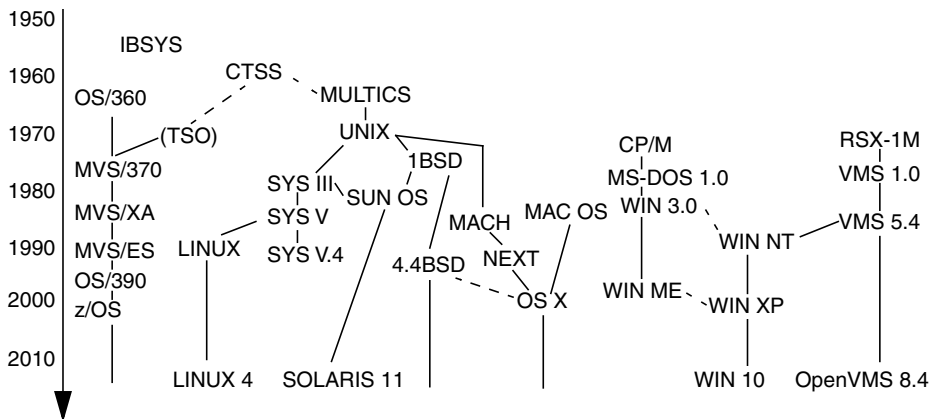 1950
IBSYS
1960
CTSS
OS/360
MULTICS
1970
(TSO)
UNIX
CP/M
RSX-1M
MVS/370
1BSD
MS-DOS 1.0
VMS 1.0
1980
SYS III
SUN OS
WIN 3.0
MVS/XA
SYS V
MACH
MAC OS
VMS 5.4
1990
MVS/ES
LINUX
SYS V.4
4.4BSD
NEXT
WIN NT
OS/390
WIN ME
2000
z/OS
OS X
WIN XP
2010
LINUX 4
SOLARIS 11
WIN 10
OpenVMS 8.4